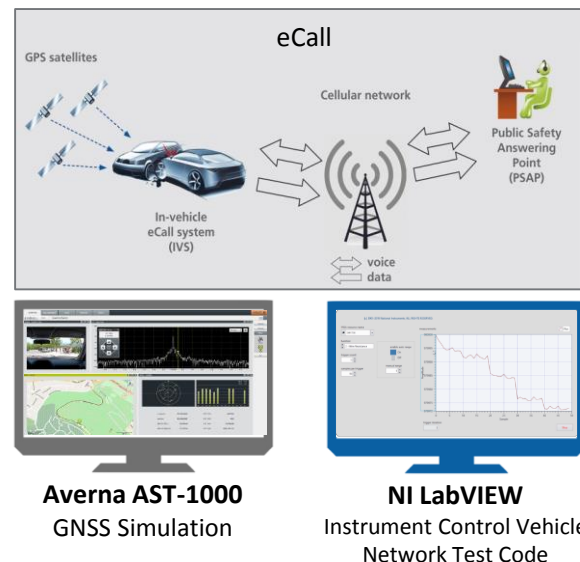 eCall
GPS satellites
Cellular network
Public Safety
Answering
Point
(PSAP)
In-vehicle
eCall system
(IVS)
voice
data
Averna AST-1000
GNSS Simulation
NI LabVIEW
Instrument Control Vehicle
Network Test Code